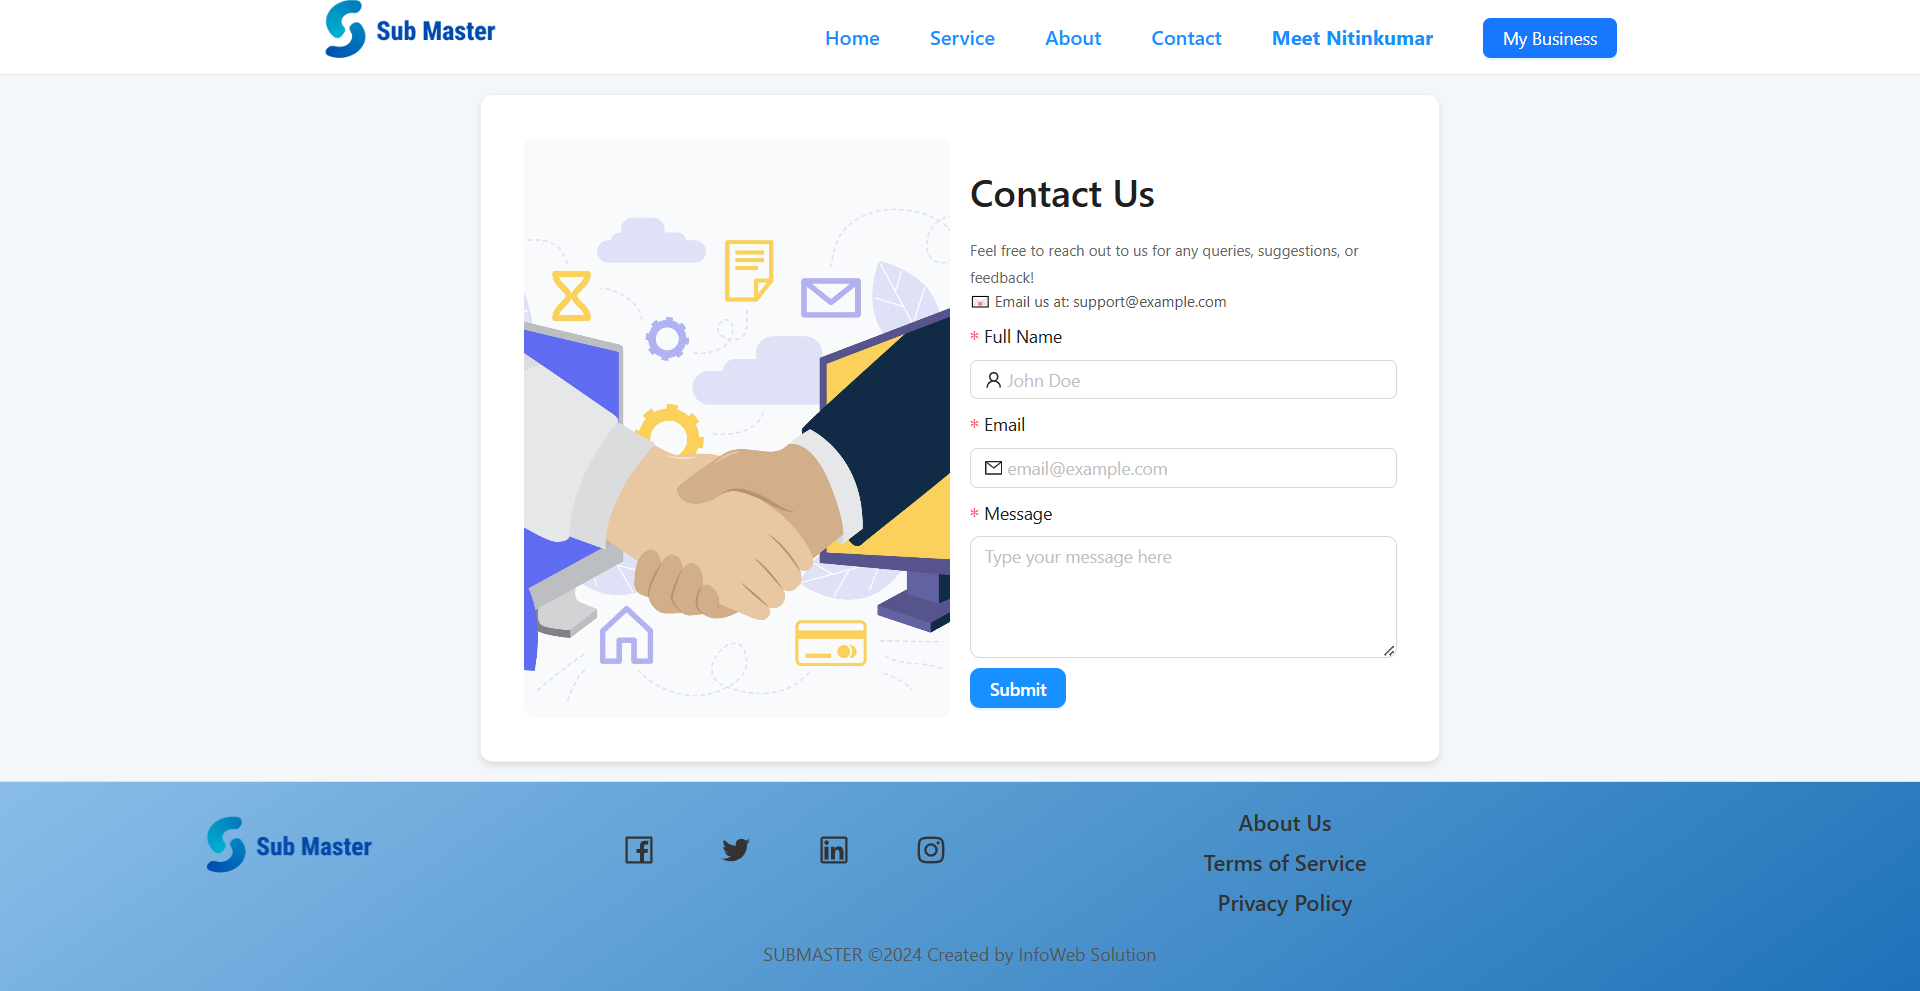 Sub Master
Home
Service
About
Contact
Meet Nitinkumar
My Business
Contact Us
Feel free to reach out to us for any queries, suggestions, or
feedback!
Email us at: support@example.com
* Full Name
John Doe
* Email
email@example.com
* Message
Type your message here
Submit
Sub Master
About Us
Terms of Service
Privacy Policy
SUBMASTER ©2024 Created by InfoWeb Solution